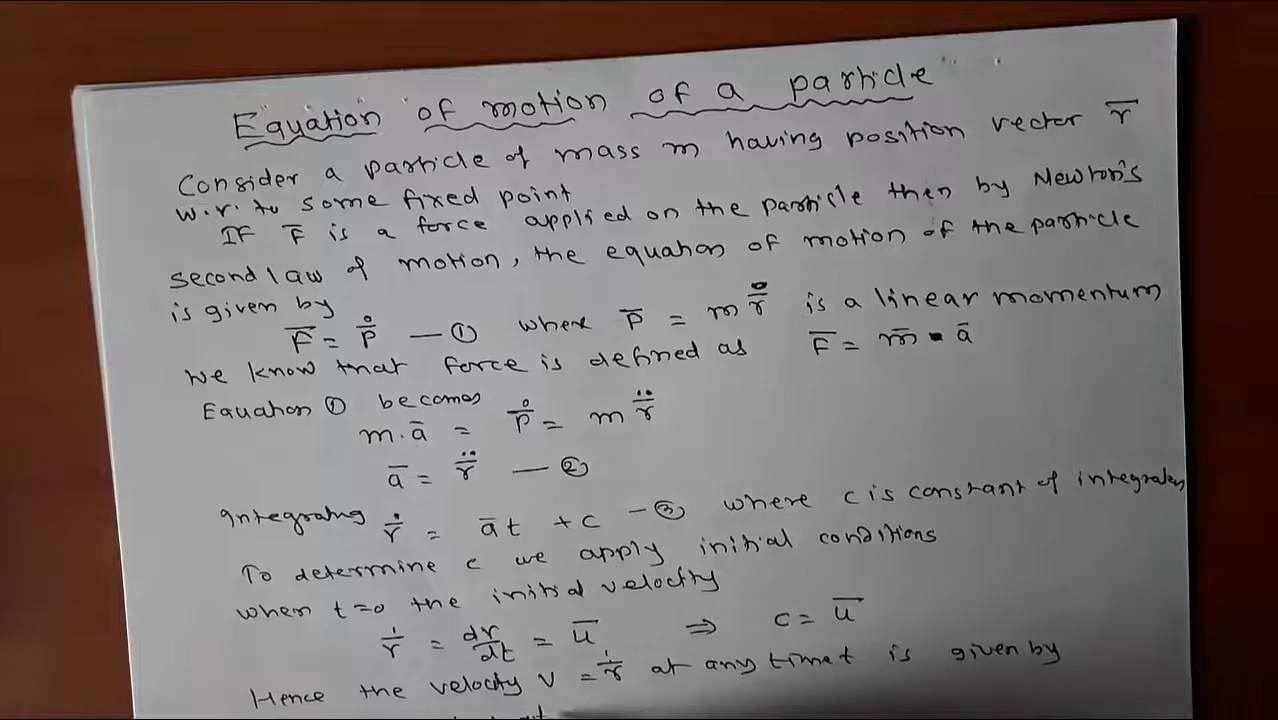 Equation of motion of a particle
Consider a particle of mass m having position vector r̄
w.r. to some fixed point
IF F̄ is a force applied on the particle then by Newton's
second law of motion, the equation of motion of the particle
is given by
F̄ = ṗ̄ — ① where p̄ = m ṙ̄ is a linear momentum
We know that force is defined as F̄ = m̄ · ā
Equation ① becomes
m.ā = ṗ̄ = m r̄̈
ā = r̄̈ — ②
Integrating ṙ̄ = āt + c — ③ where c is constant of integration
To determine c we apply initial conditions
when t=0 the initial velocity
ṙ̄ = dr/dt = ū ⇒ c = ū
Hence the velocity v = ṙ̄ at any time t is given by